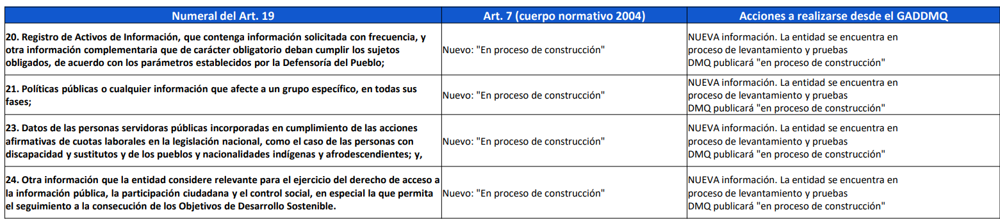 Numeral del Art. 19
Art. 7 (cuerpo normativo 2004)
Acciones a realizarse desde el GADDMQ
20. Registro de Activos de Información, que contenga información solicitada con frecuencia, y
otra información complementaria que de carácter obligatorio deban cumplir los sujetos
obligados, de acuerdo con los parámetros establecidos por la Defensoría del Pueblo;
Nuevo: "En proceso de construcción"
NUEVA información. La entidad se encuentra en
proceso de levantamiento y pruebas
DMQ publicará "en proceso de construcción"
21. Políticas públicas o cualquier información que afecte a un grupo específico, en todas sus
fases;
Nuevo: "En proceso de construcción"
NUEVA información. La entidad se encuentra en
proceso de levantamiento y pruebas
DMQ publicará "en proceso de construcción"
23. Datos de las personas servidoras públicas incorporadas en cumplimiento de las acciones
afirmativas de cuotas laborales en la legislación nacional, como el caso de las personas con
discapacidad y sustitutos y de los pueblos y nacionalidades indígenas y afrodescendientes; y,
Nuevo: "En proceso de construcción"
NUEVA información. La entidad se encuentra en
proceso de levantamiento y pruebas
DMQ publicará "en proceso de construcción"
24. Otra información que la entidad considere relevante para el ejercicio del derecho de acceso a
la información pública, la participación ciudadana y el control social, en especial la que permita
el seguimiento a la consecución de los Objetivos de Desarrollo Sostenible.
Nuevo: "En proceso de construcción"
NUEVA información. La entidad se encuentra en
proceso de levantamiento y pruebas
DMQ publicará "en proceso de construcción"